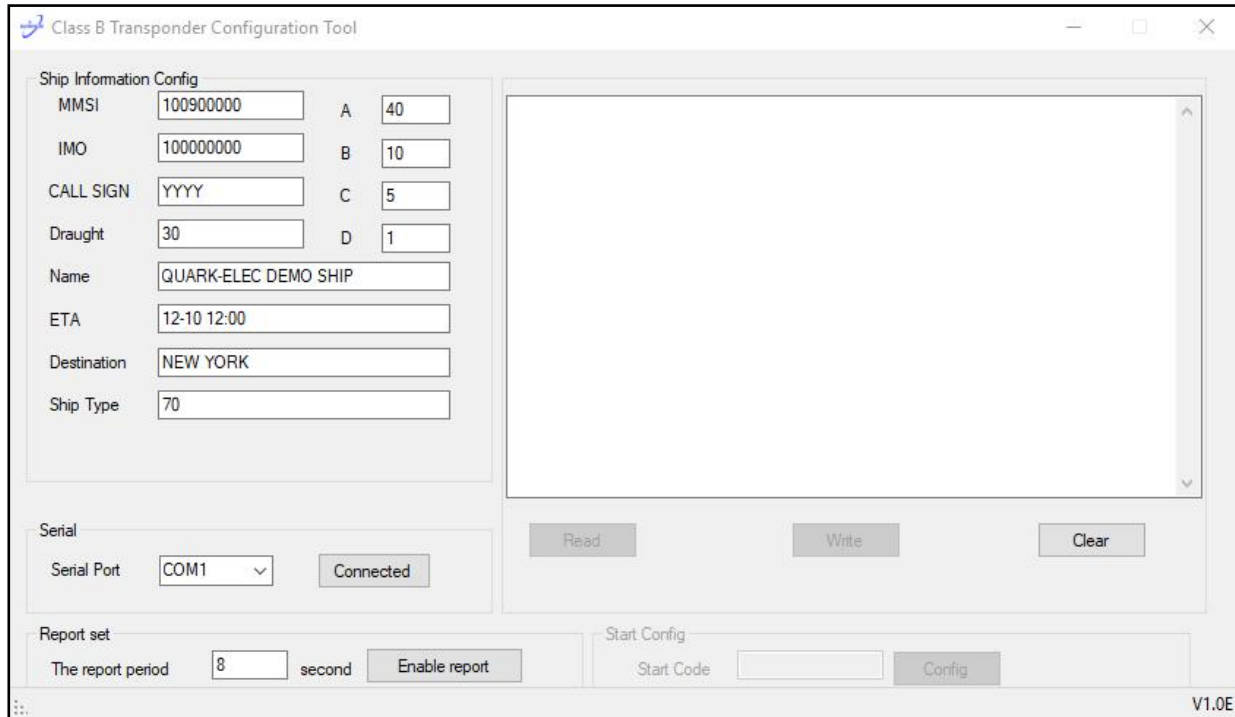 Class B Transponder Configuration Tool
Ship Information Config
MMSI 100900000 A 40
IMO 100000000 B 10
CALL SIGN YYYY C 5
Draught 30 D 1
Name QUARK-ELEC DEMO SHIP
ETA 12-10 12:00
Destination NEW YORK
Ship Type 70
Read Write Clear
Serial
Serial Port COM1 Connected
Report set Start Config
The report period 8 second Enable report Start Code Config
V1.0E